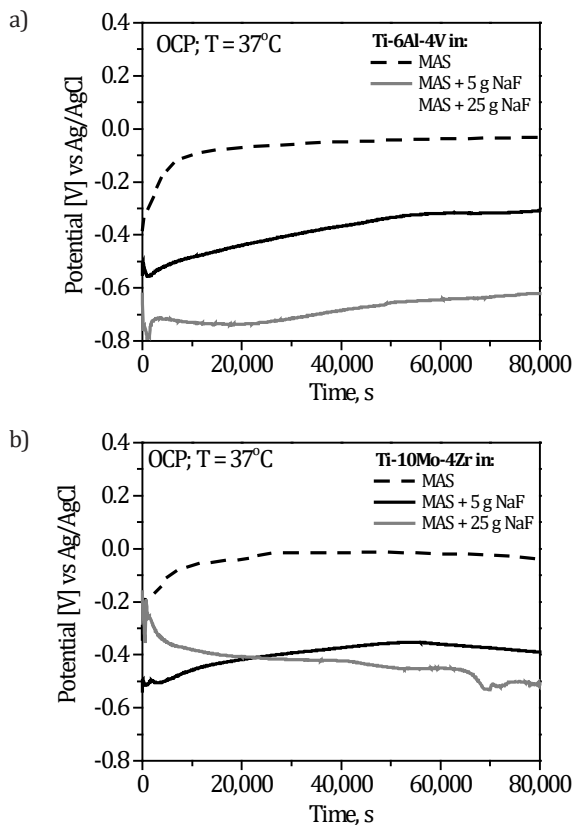 a)
OCP; T = 37°C
Ti-6Al-4V in:
MAS
MAS + 5 g NaF
MAS + 25 g NaF
0.4
0.2
0.0
-0.2
-0.4
-0.6
-0.8
Potential [V] vs Ag/AgCl
0 20,000 40,000 60,000 80,000
Time, s
b)
OCP; T = 37°C
Ti-10Mo-4Zr in:
MAS
MAS + 5 g NaF
MAS + 25 g NaF
0.4
0.2
0.0
-0.2
-0.4
-0.6
-0.8
Potential [V] vs Ag/AgCl
0 20,000 40,000 60,000 80,000
Time, s